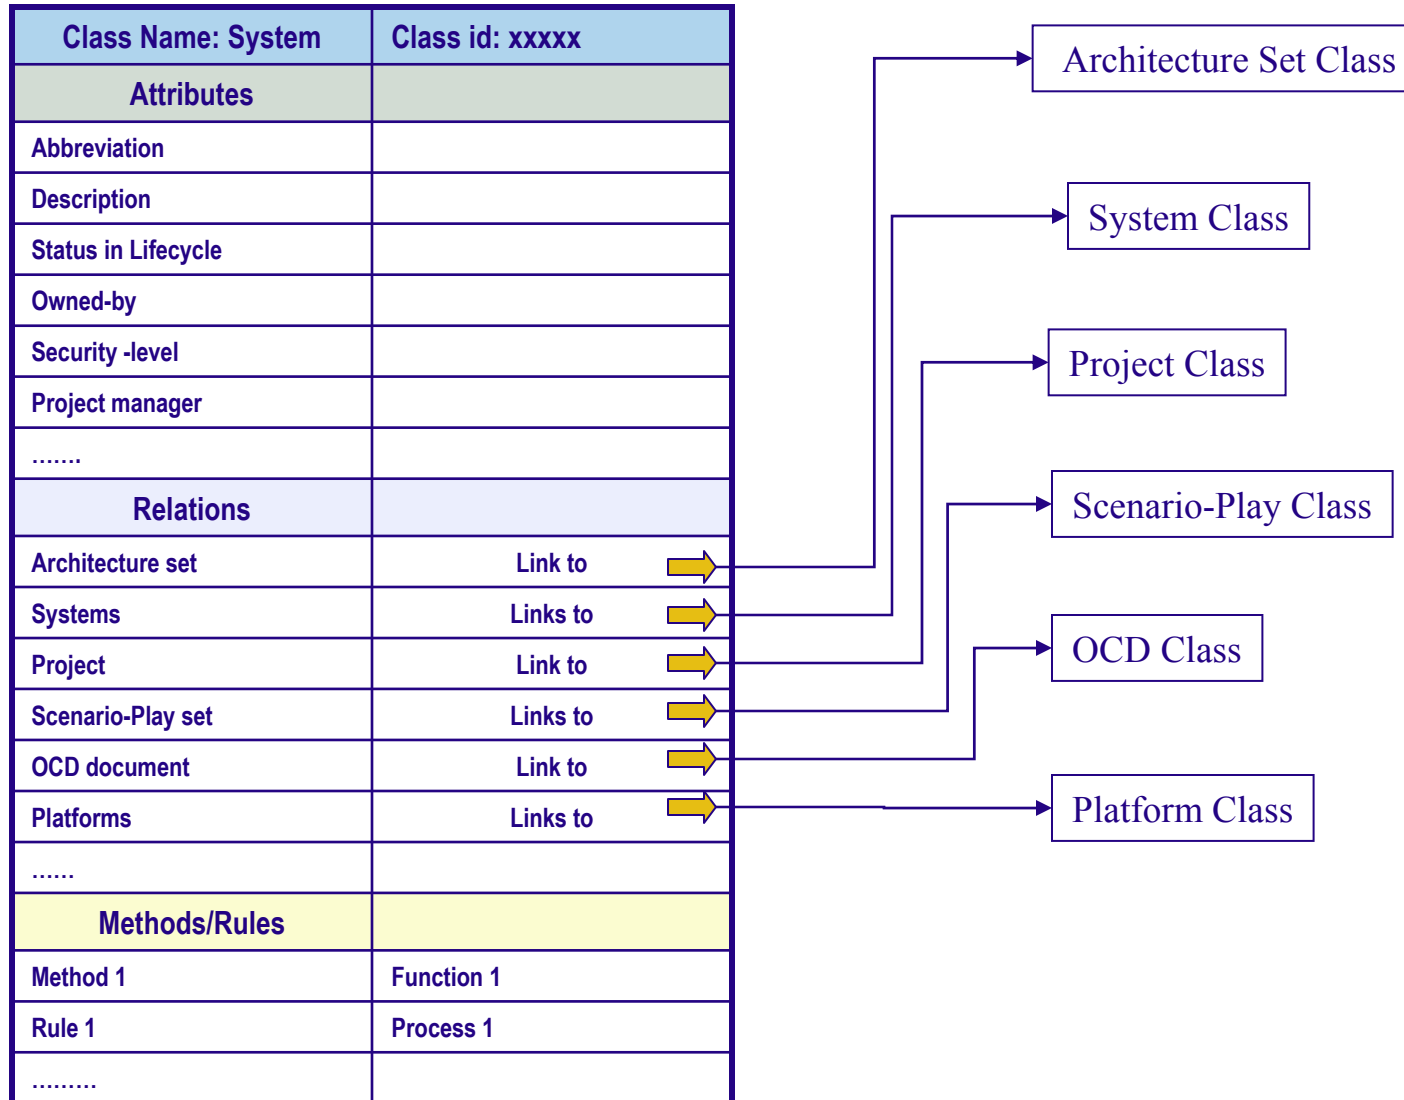 Class Name: System Class id: xxxxx
Attributes
Abbreviation
Description
Status in Lifecycle
Owned-by
Security -level
Project manager
.......
Relations
Architecture set Link to
Systems Links to
Project Link to
Scenario-Play set Links to
OCD document Link to
Platforms Links to
......
Methods/Rules
Method 1 Function 1
Rule 1 Process 1
.........
Architecture Set Class
System Class
Project Class
Scenario-Play Class
OCD Class
Platform Class